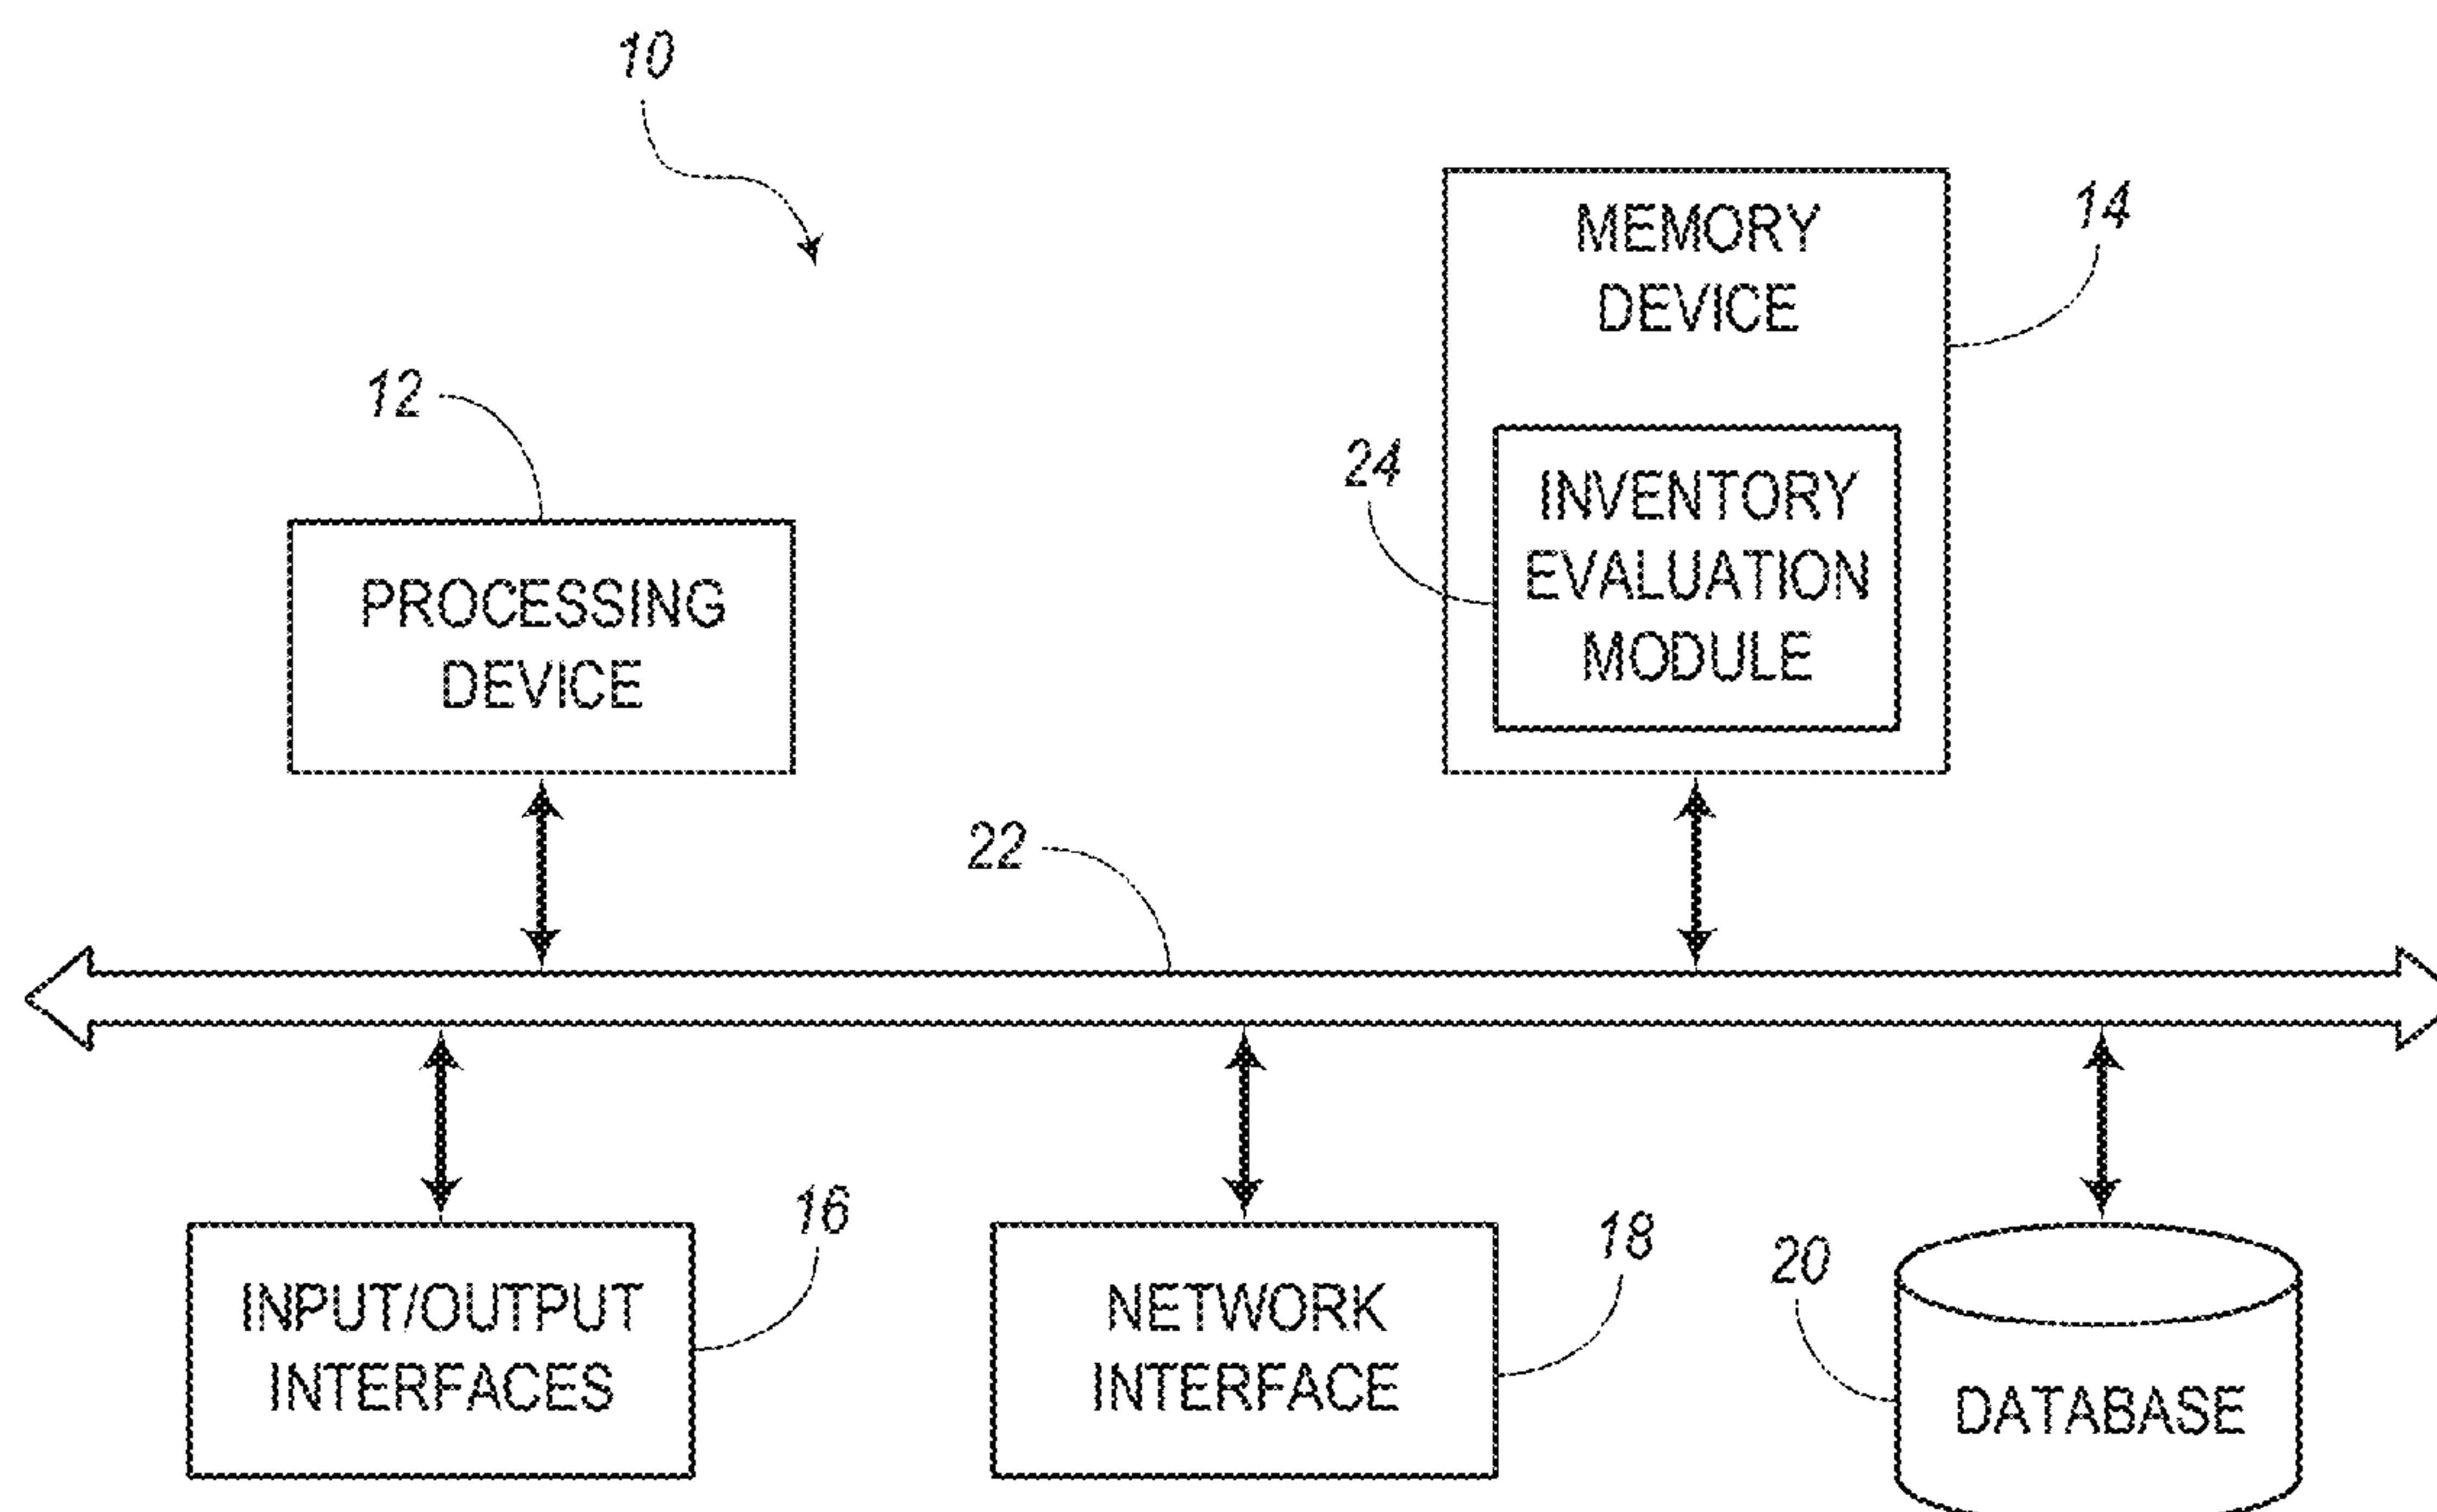 10
MEMORY
DEVICE
14
12
24
INVENTORY
EVALUATION
MODULE
PROCESSING
DEVICE
22
16
INPUT/OUTPUT
INTERFACES
18
NETWORK
INTERFACE
20
DATABASE